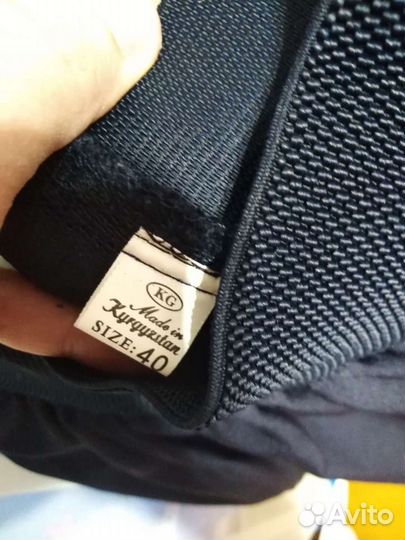 KG
Made in
Kyrgyzstan
SIZE: 40
Avito